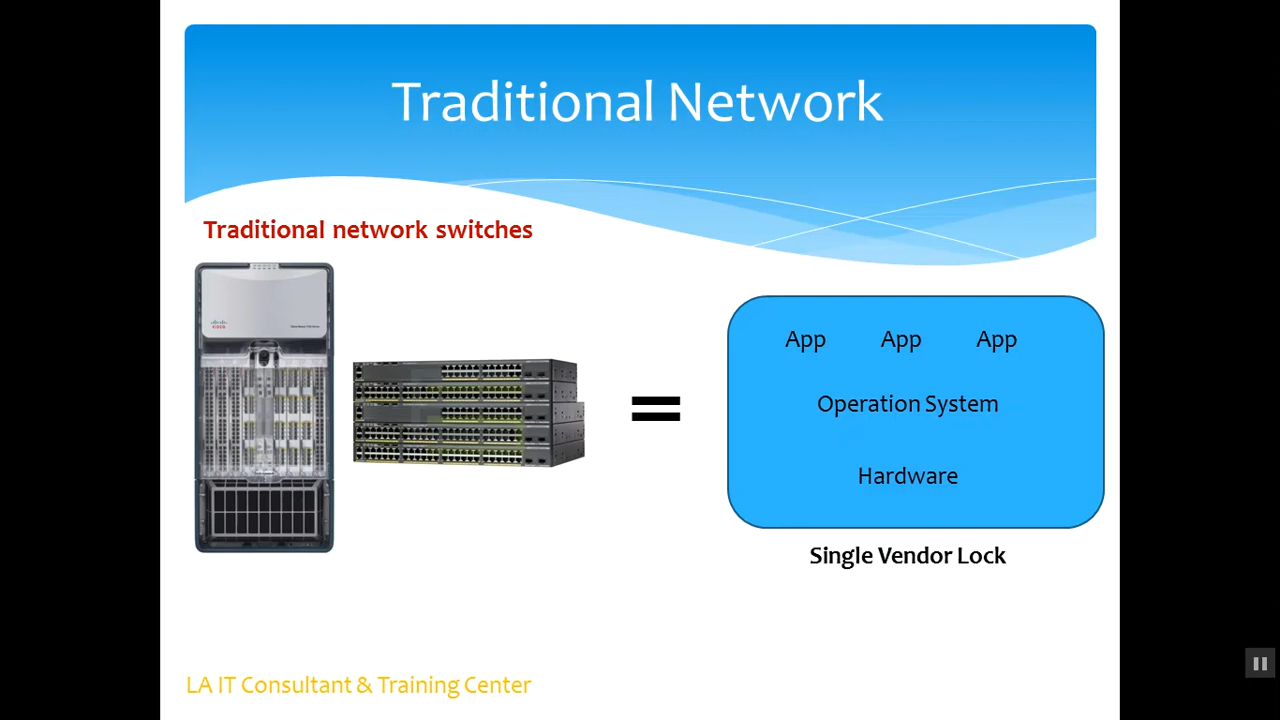 Traditional Network
Traditional network switches
CISCO
App App App
Operation System
Hardware
Single Vendor Lock
LA IT Consultant & Training Center